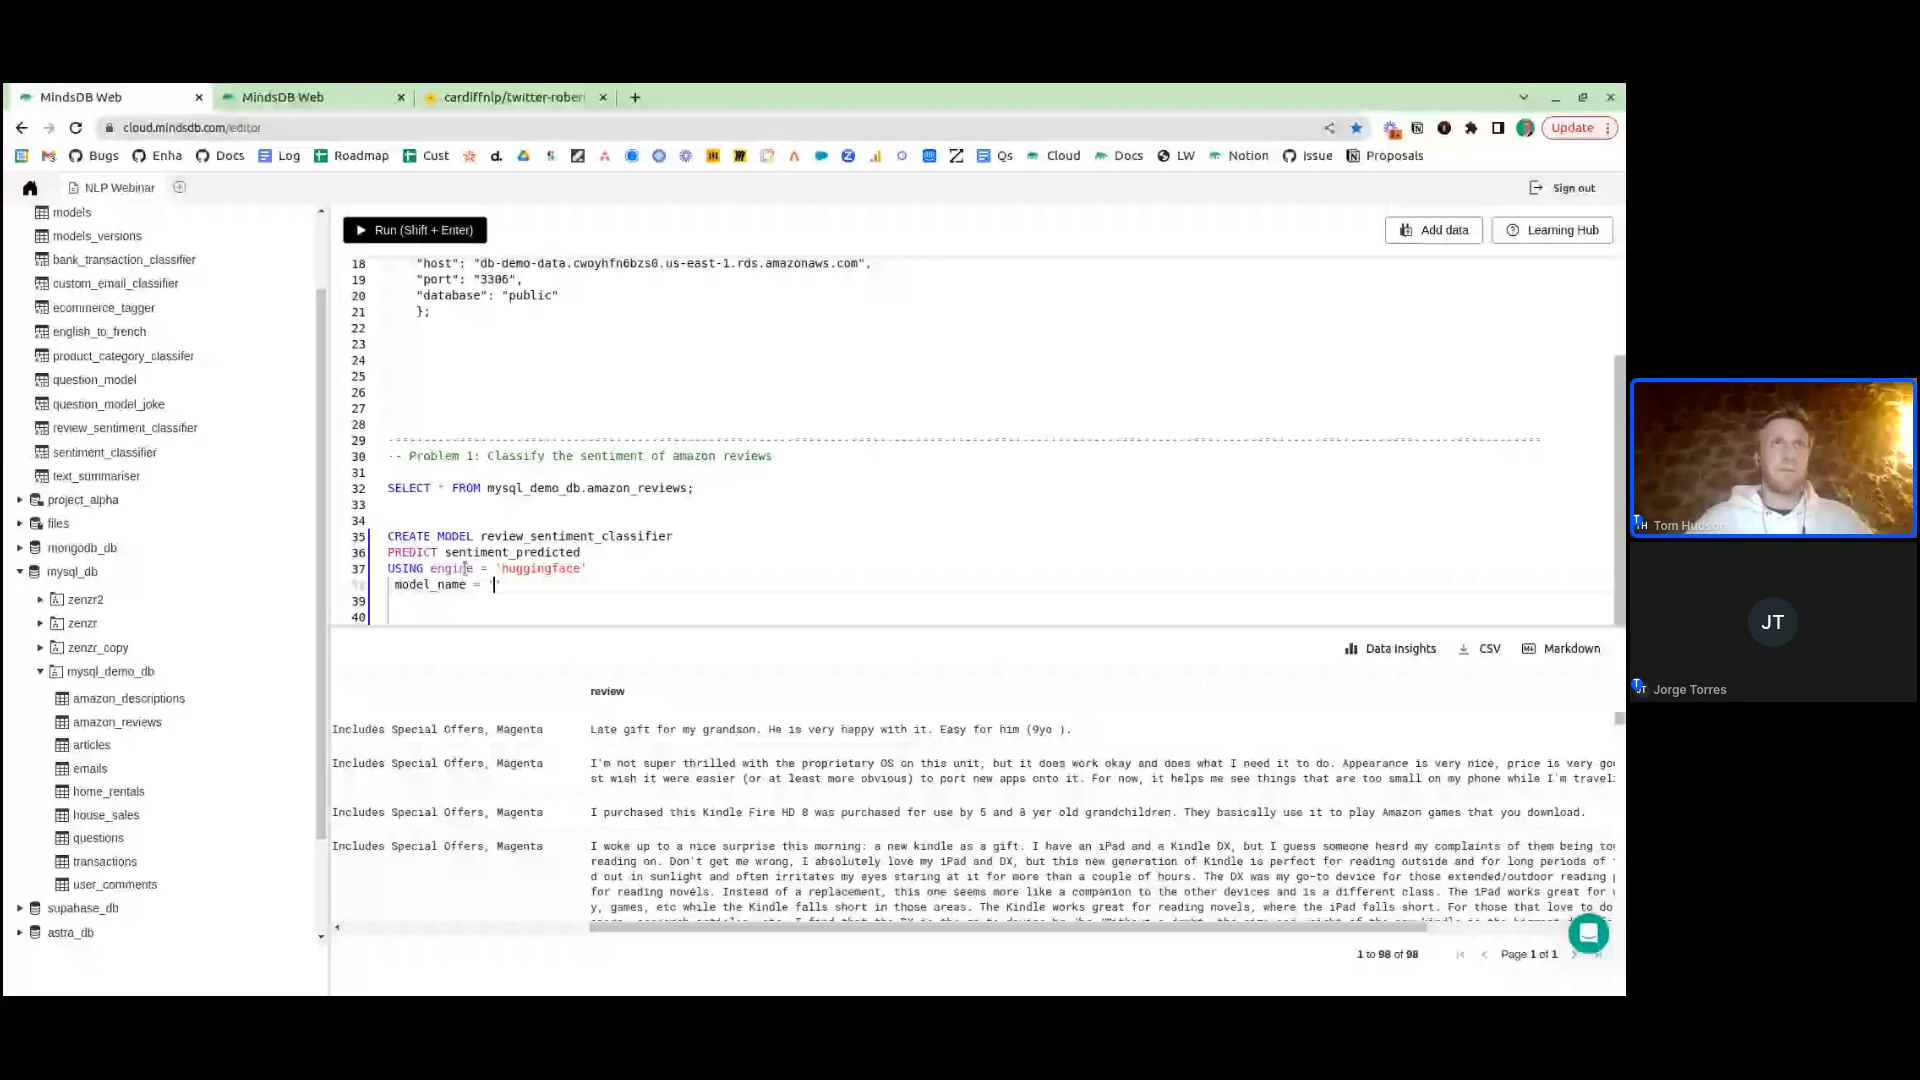 MindsDB Web
MindsDB Web
cardiffnlp/twitter-rober
cloud.mindsdb.com/editor
Update
Bugs
Enha
Docs
Log
Roadmap
Cust
d.
Qs
Cloud
Docs
LW
Notion
Issue
Proposals
NLP Webinar
Sign out
models
models_versions
bank_transaction_classifier
custom_email_classifier
ecommerce_tagger
english_to_french
product_category_classifer
question_model
question_model_joke
review_sentiment_classifier
sentiment_classifier
text_summariser
project_alpha
files
mongodb_db
mysql_db
zenzr2
zenzr
zenzr_copy
mysql_demo_db
amazon_descriptions
amazon_reviews
articles
emails
home_rentals
house_sales
questions
transactions
user_comments
supabase_db
astra_db
Run (Shift + Enter)
Add data
Learning Hub
18 "host": "db-demo-data.cwoyhfn6bzs0.us-east-1.rds.amazonaws.com",
19 "port": "3306",
20 "database": "public"
21 };
22
23
24
25
26
27
28
29
30 -- Problem 1: Classify the sentiment of amazon reviews
31
32 SELECT * FROM mysql_demo_db.amazon_reviews;
33
34
35 CREATE MODEL review_sentiment_classifier
36 PREDICT sentiment_predicted
37 USING engine = 'huggingface'
model_name = ''
39
40
Data Insights
CSV
Markdown
review
Includes Special Offers, Magenta Late gift for my grandson. He is very happy with it. Easy for him (9yo ).
Includes Special Offers, Magenta I'm not super thrilled with the proprietary OS on this unit, but it does work okay and does what I need it to do. Appearance is very nice, price is very go
st wish it were easier (or at least more obvious) to port new apps onto it. For now, it helps me see things that are too small on my phone while I'm traveli
Includes Special Offers, Magenta I purchased this Kindle Fire HD 8 was purchased for use by 5 and 8 yer old grandchildren. They basically use it to play Amazon games that you download.
Includes Special Offers, Magenta I woke up to a nice surprise this morning: a new kindle as a gift. I have an iPad and a Kindle DX, but I guess someone heard my complaints of them being to
reading on. Don't get me wrong, I absolutely love my iPad and DX, but this new generation of Kindle is perfect for reading outside and for long periods of
d out in sunlight and often irritates my eyes staring at it for more than a couple of hours. The DX was my go-to device for those extended/outdoor reading
for reading novels. Instead of a replacement, this one seems more like a companion to the other devices and is a different class. The iPad works great for
y, games, etc while the Kindle falls short in those areas. The Kindle works great for reading novels, where the iPad falls short. For those that love to do
1 to 98 of 98
Page 1 of 1
TH Tom Hudson
JT
JT Jorge Torres